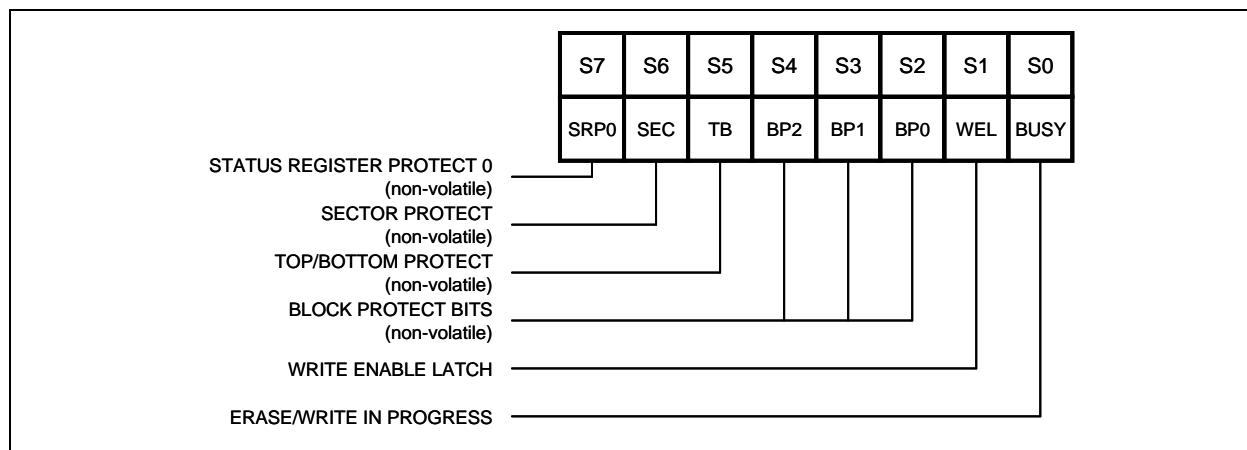 S7 S6 S5 S4 S3 S2 S1 S0
SRP0 SEC TB BP2 BP1 BP0 WEL BUSY
STATUS REGISTER PROTECT 0
(non-volatile)
SECTOR PROTECT
(non-volatile)
TOP/BOTTOM PROTECT
(non-volatile)
BLOCK PROTECT BITS
(non-volatile)
WRITE ENABLE LATCH
ERASE/WRITE IN PROGRESS